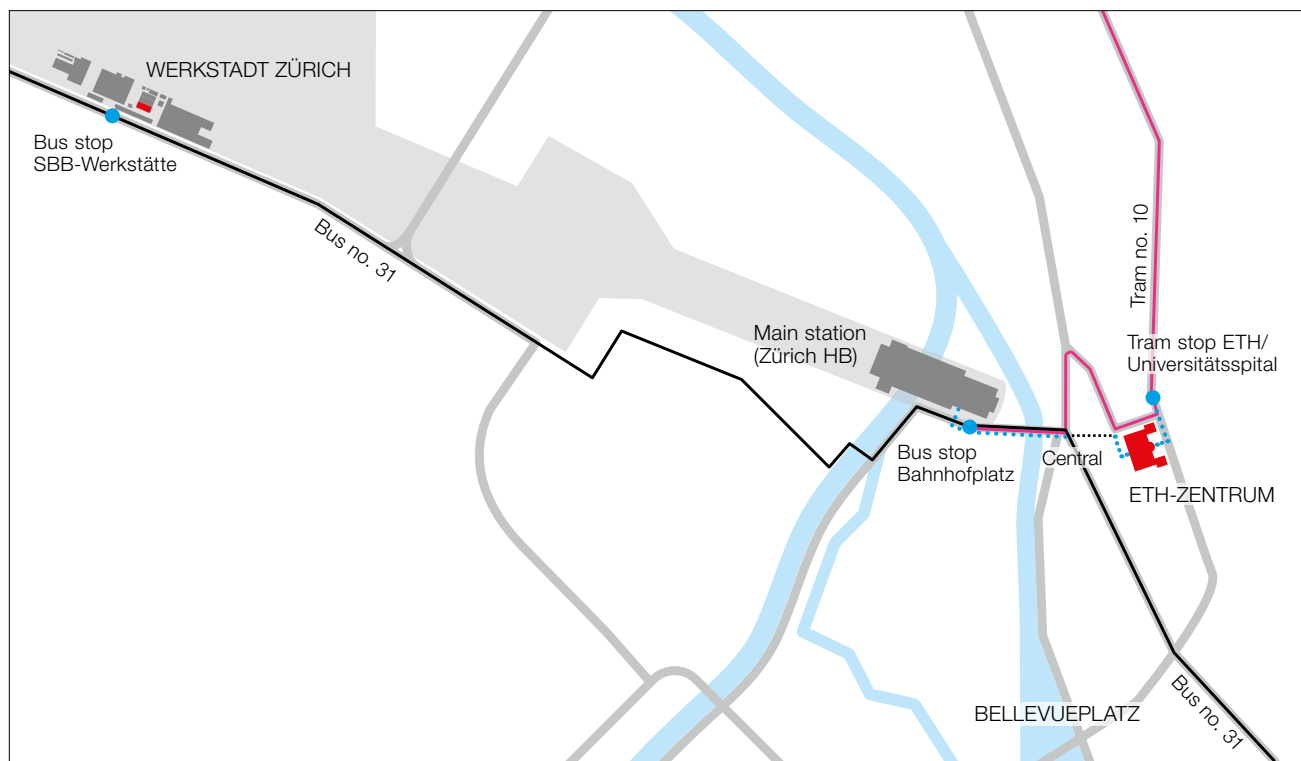 WERKSTADT ZÜRICH
Bus stop
SBB-Werkstätte
Bus no. 31
Tram no. 10
Main station
(Zürich HB)
Tram stop ETH/
Universitätsspital
Bus stop
Bahnhofplatz
Central
ETH-ZENTRUM
BELLEVUEPLATZ
Bus no. 31